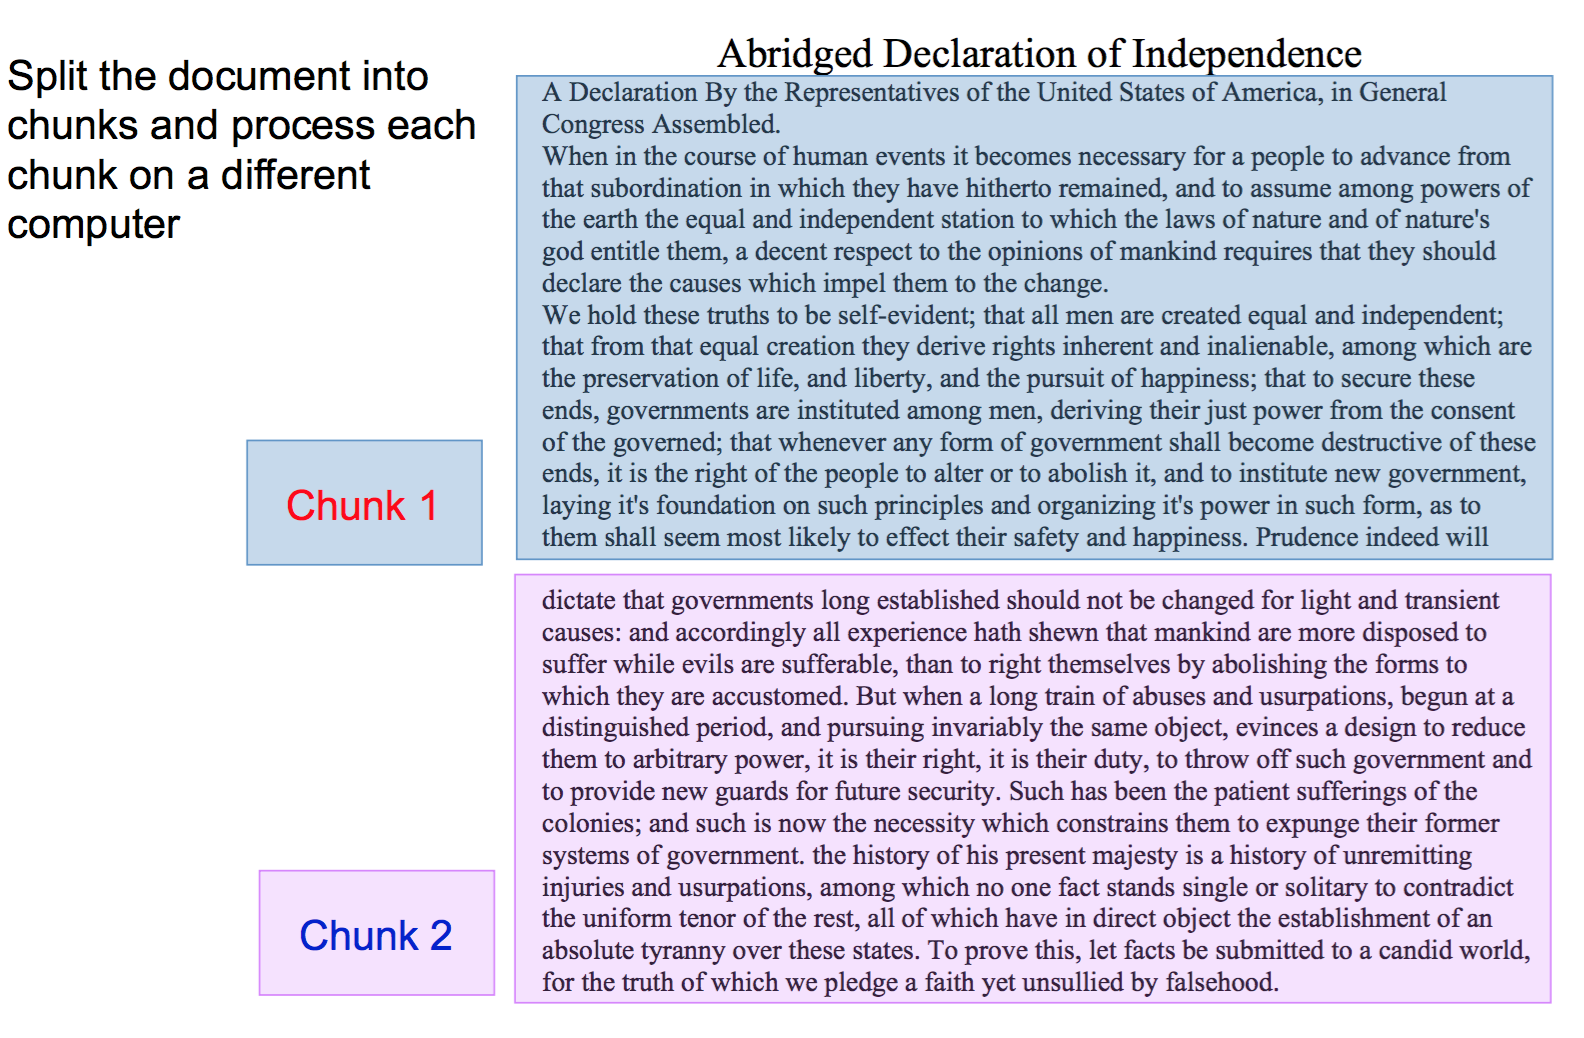 Split the document into
chunks and process each
chunk on a different
computer
Abridged Declaration of Independence
A Declaration By the Representatives of the United States of America, in General
Congress Assembled.
When in the course of human events it becomes necessary for a people to advance from
that subordination in which they have hitherto remained, and to assume among powers of
the earth the equal and independent station to which the laws of nature and of nature's
god entitle them, a decent respect to the opinions of mankind requires that they should
declare the causes which impel them to the change.
We hold these truths to be self-evident; that all men are created equal and independent;
that from that equal creation they derive rights inherent and inalienable, among which are
the preservation of life, and liberty, and the pursuit of happiness; that to secure these
ends, governments are instituted among men, deriving their just power from the consent
of the governed; that whenever any form of government shall become destructive of these
ends, it is the right of the people to alter or to abolish it, and to institute new government,
laying it's foundation on such principles and organizing it's power in such form, as to
them shall seem most likely to effect their safety and happiness. Prudence indeed will
Chunk 1
dictate that governments long established should not be changed for light and transient
causes: and accordingly all experience hath shewn that mankind are more disposed to
suffer while evils are sufferable, than to right themselves by abolishing the forms to
which they are accustomed. But when a long train of abuses and usurpations, begun at a
distinguished period, and pursuing invariably the same object, evinces a design to reduce
them to arbitrary power, it is their right, it is their duty, to throw off such government and
to provide new guards for future security. Such has been the patient sufferings of the
colonies; and such is now the necessity which constrains them to expunge their former
systems of government. the history of his present majesty is a history of unremitting
injuries and usurpations, among which no one fact stands single or solitary to contradict
the uniform tenor of the rest, all of which have in direct object the establishment of an
absolute tyranny over these states. To prove this, let facts be submitted to a candid world,
for the truth of which we pledge a faith yet unsullied by falsehood.
Chunk 2